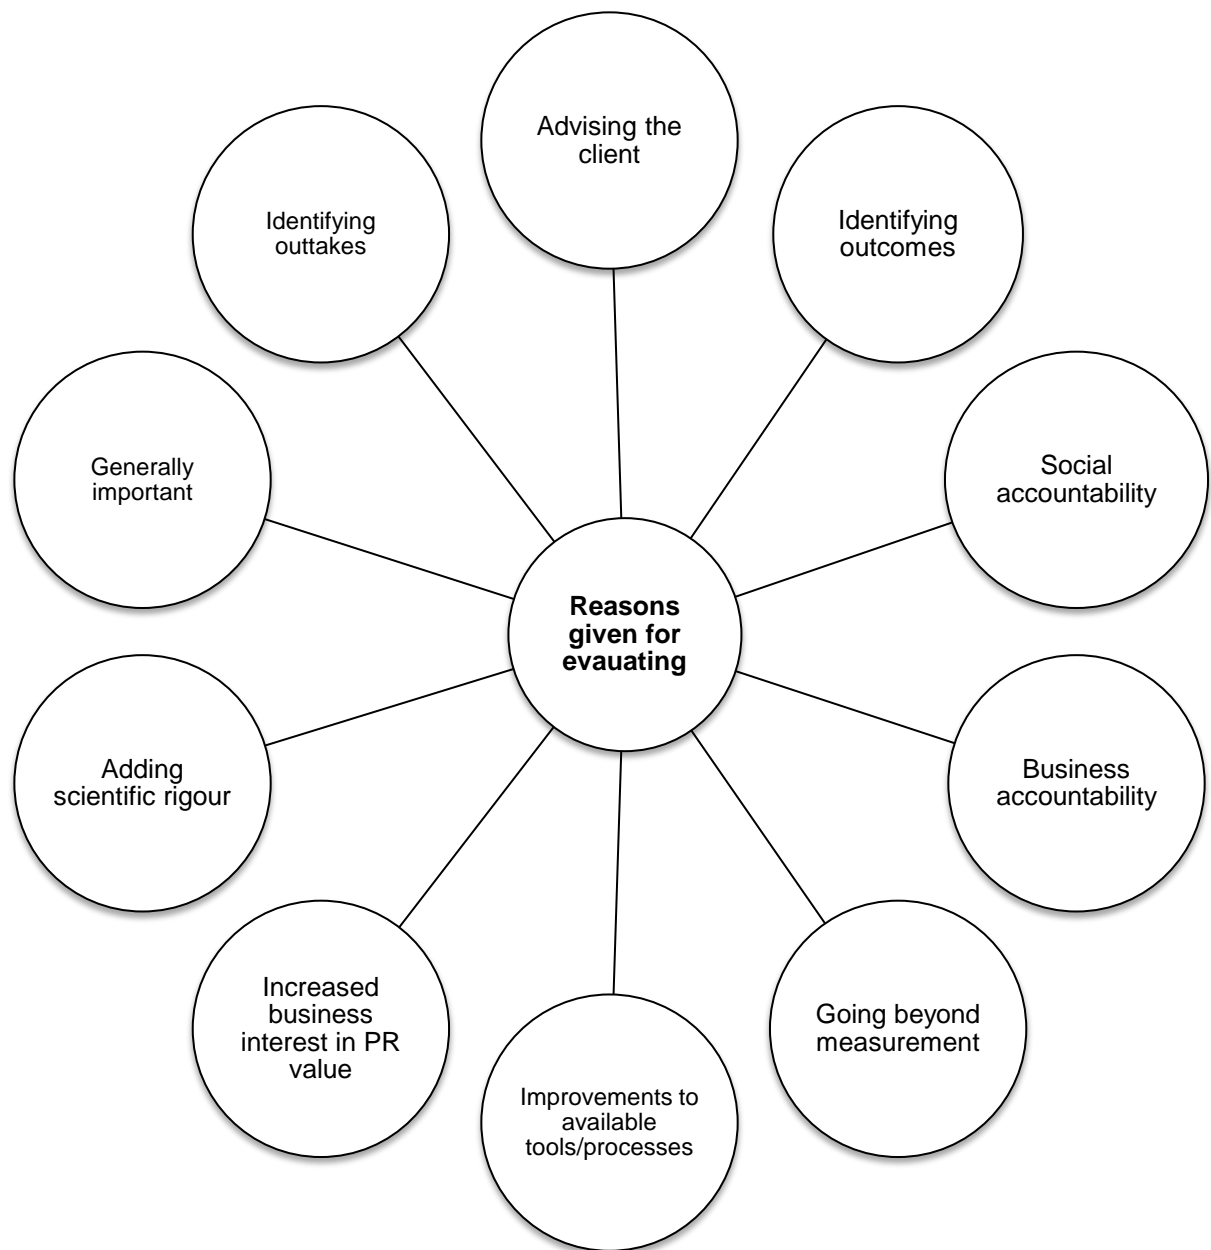 Advising the
client
Identifying
outtakes
Identifying
outcomes
Generally
important
Social
accountability
Reasons
given for
evauating
Adding
scientific rigour
Business
accountability
Increased
business
interest in PR
value
Going beyond
measurement
Improvements to
available
tools/processes